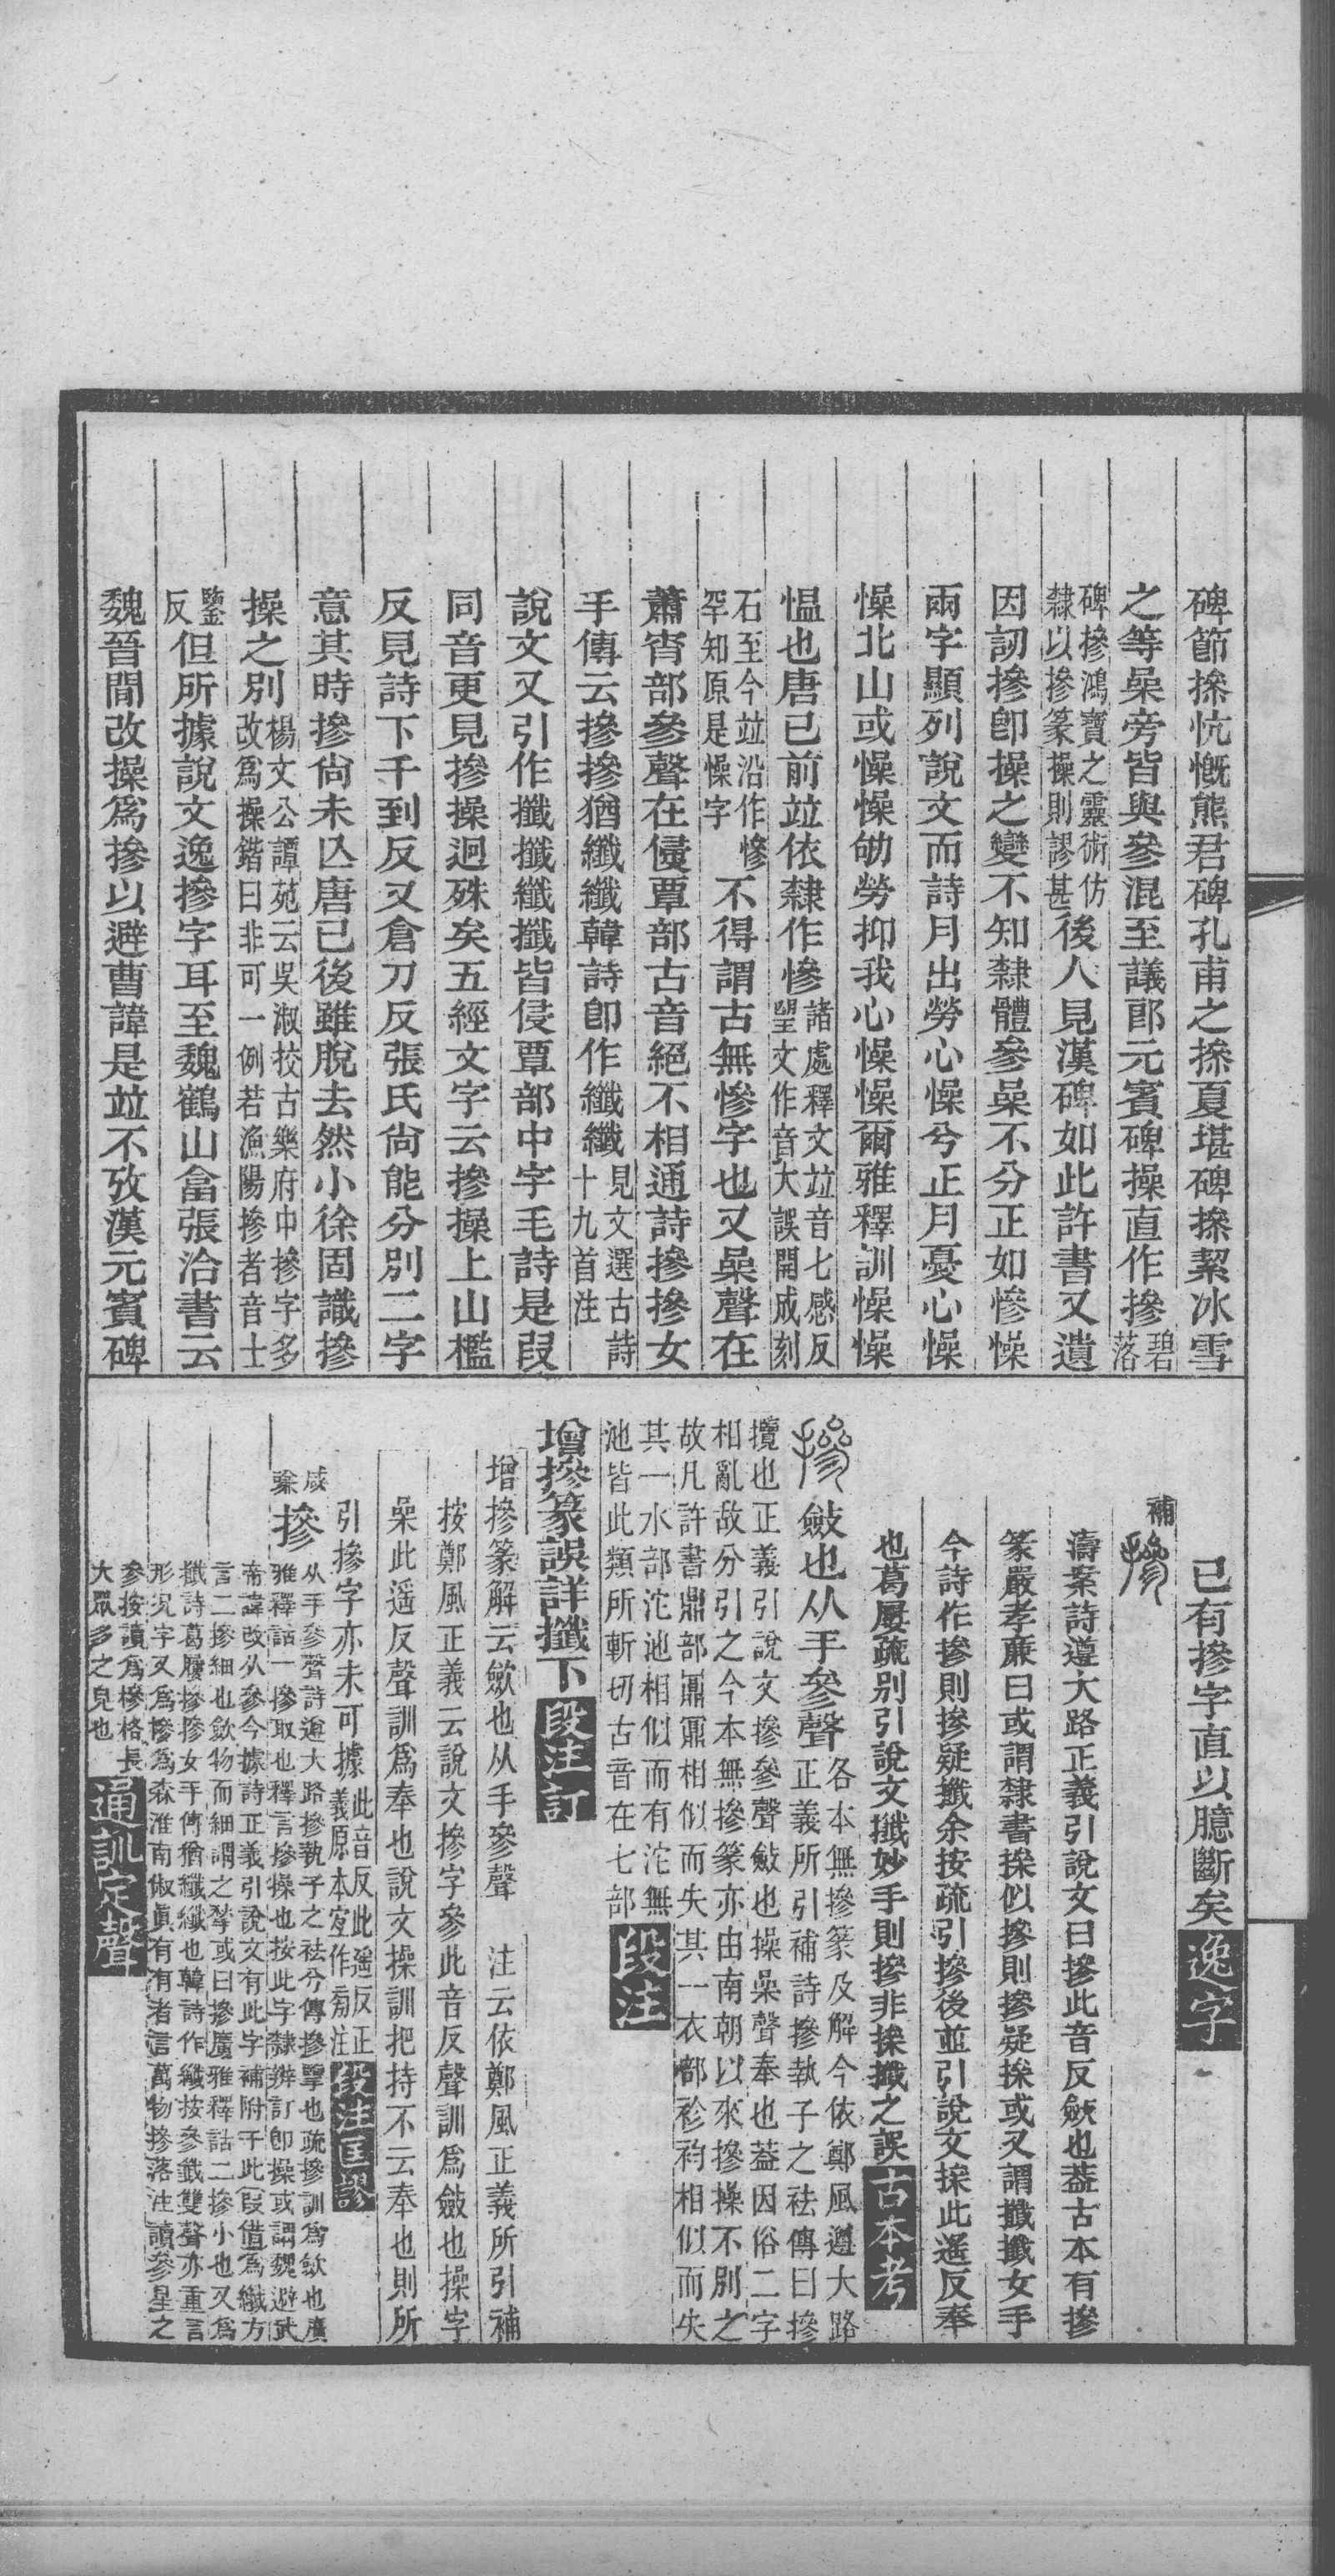 碑節摻忼慨熊君碑孔甫之摻夏堪碑摻絜冰雪
之等喿旁皆與參混至議郎元賓碑操直作摻碧落
碑摻鴻寶之靈術仿隸以摻篆操則謬甚後人見漢碑如此許書又遺
因訒摻卽操之變不知隸體參喿不分正如慘懆
兩字顯列說文而詩月出勞心懆兮正月憂心懆
懆北山或懆懆劬勞抑我心懆懆爾雅釋訓懆懆
愠也唐已前竝依隸作慘諸處釋文竝音七感反望文作音大誤開成刻
石至今竝沿作慘罕知原是懆字不得謂古無慘字也又喿聲在
蕭宵部參聲在侵覃部古音絕不相通詩摻摻女
手傳云摻摻猶纖纖韓詩卽作纖纖見文選古詩十九首注
說文又引作攕攕纖攕皆侵覃部中字毛詩是叚
同音更見摻操迥殊矣五經文字云摻操上山檻
反見詩下千到反又倉刀反張氏尙能分別二字
意其時摻尙未亾唐已後雖脫去然小徐固識摻
操之別楊文公譚苑云吳淑挍古樂府中摻字多改爲操鍇曰非可一例若漁陽摻者音士
鑒反但所據說文逸摻字耳至魏鶴山畣張洽書云
魏晉閒改操爲摻以避曹諱是竝不攷漢元賓碑
已有摻字直以臆斷矣逸字
補摻
濤案詩遵大路正義引說文曰摻此音反斂也葢古本有摻
篆嚴孝廉曰或謂隸書操似摻則摻疑操或又謂攕攕女手
今詩作摻則摻疑攕余按疏引摻後並引說文操此遙反奉
也葛屨疏别引說文攕妙手則摻非操攕之誤古本考
摻斂也从手參聲各本無摻篆及解今依鄭風遵大路正義所引補詩摻執子之袪傳曰摻
攬也正義引說文摻參聲斂也操喿聲奉也葢因俗二字
相亂故分引之今本無摻篆亦由南朝以來摻操不別之
故凡許書鼎部鼏鼐相似而失其一衣部袗袀相似而失
其一水部沱池相似而有沱無
池皆此類所斬切古音在七部段注
增摻篆誤詳攕下段注訂
增摻篆解云斂也从手參聲 注云依鄭風正義所引補
按鄭風正義云說文摻字參此音反聲訓爲斂也操字
喿此遥反聲訓爲奉也說文操訓把持不云奉也則所
引摻字亦未可據此音反此遥反正義原本宐作㫄注段注匡謬
咸豏摻从手參聲詩遵大路摻執子之袪兮傳摻擥也疏摻訓爲斂也廣
雅釋詁一摻取也釋言摻操也按此字隸辨訂卽操或謂魏避武
帝諱改从參今據詩正義引說文有此字補附于此叚借爲纖方
言二摻細也斂物而細謂之揫或曰摻廣雅釋詁二摻小也又爲
攕詩葛屨摻摻女手傳猶纖纖也韓詩作纖按參韱雙聲亦重言
形況字又爲槮爲森淮南俶眞有有者言萬物摻落注讀參星之
參按讀爲槮格長
大眾多之皃也通訓定聲